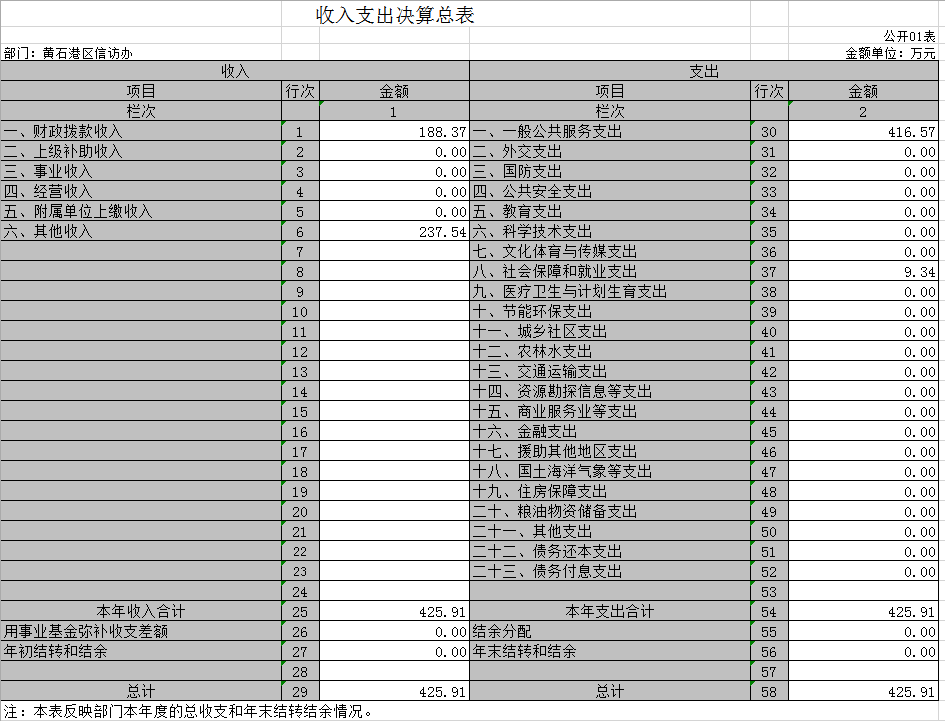 收入支出决算总表
公开01表
部门：黄石港区信访办 金额单位：万元
收入 支出
项目 行次 金额 项目 行次 金额
栏次 1 栏次 2
一、财政拨款收入 1 188.37 一、一般公共服务支出 30 416.57
二、上级补助收入 2 0.00 二、外交支出 31 0.00
三、事业收入 3 0.00 三、国防支出 32 0.00
四、经营收入 4 0.00 四、公共安全支出 33 0.00
五、附属单位上缴收入 5 0.00 五、教育支出 34 0.00
六、其他收入 6 237.54 六、科学技术支出 35 0.00
7 七、文化体育与传媒支出 36 0.00
8 八、社会保障和就业支出 37 9.34
9 九、医疗卫生与计划生育支出 38 0.00
10 十、节能环保支出 39 0.00
11 十一、城乡社区支出 40 0.00
12 十二、农林水支出 41 0.00
13 十三、交通运输支出 42 0.00
14 十四、资源勘探信息等支出 43 0.00
15 十五、商业服务业等支出 44 0.00
16 十六、金融支出 45 0.00
17 十七、援助其他地区支出 46 0.00
18 十八、国土海洋气象等支出 47 0.00
19 十九、住房保障支出 48 0.00
20 二十、粮油物资储备支出 49 0.00
21 二十一、其他支出 50 0.00
22 二十二、债务还本支出 51 0.00
23 二十三、债务付息支出 52 0.00
24 53
本年收入合计 25 425.91 本年支出合计 54 425.91
用事业基金弥补收支差额 26 0.00 结余分配 55 0.00
年初结转和结余 27 0.00 年末结转和结余 56 0.00
28 57
总计 29 425.91 总计 58 425.91
注：本表反映部门本年度的总收支和年末结转结余情况。